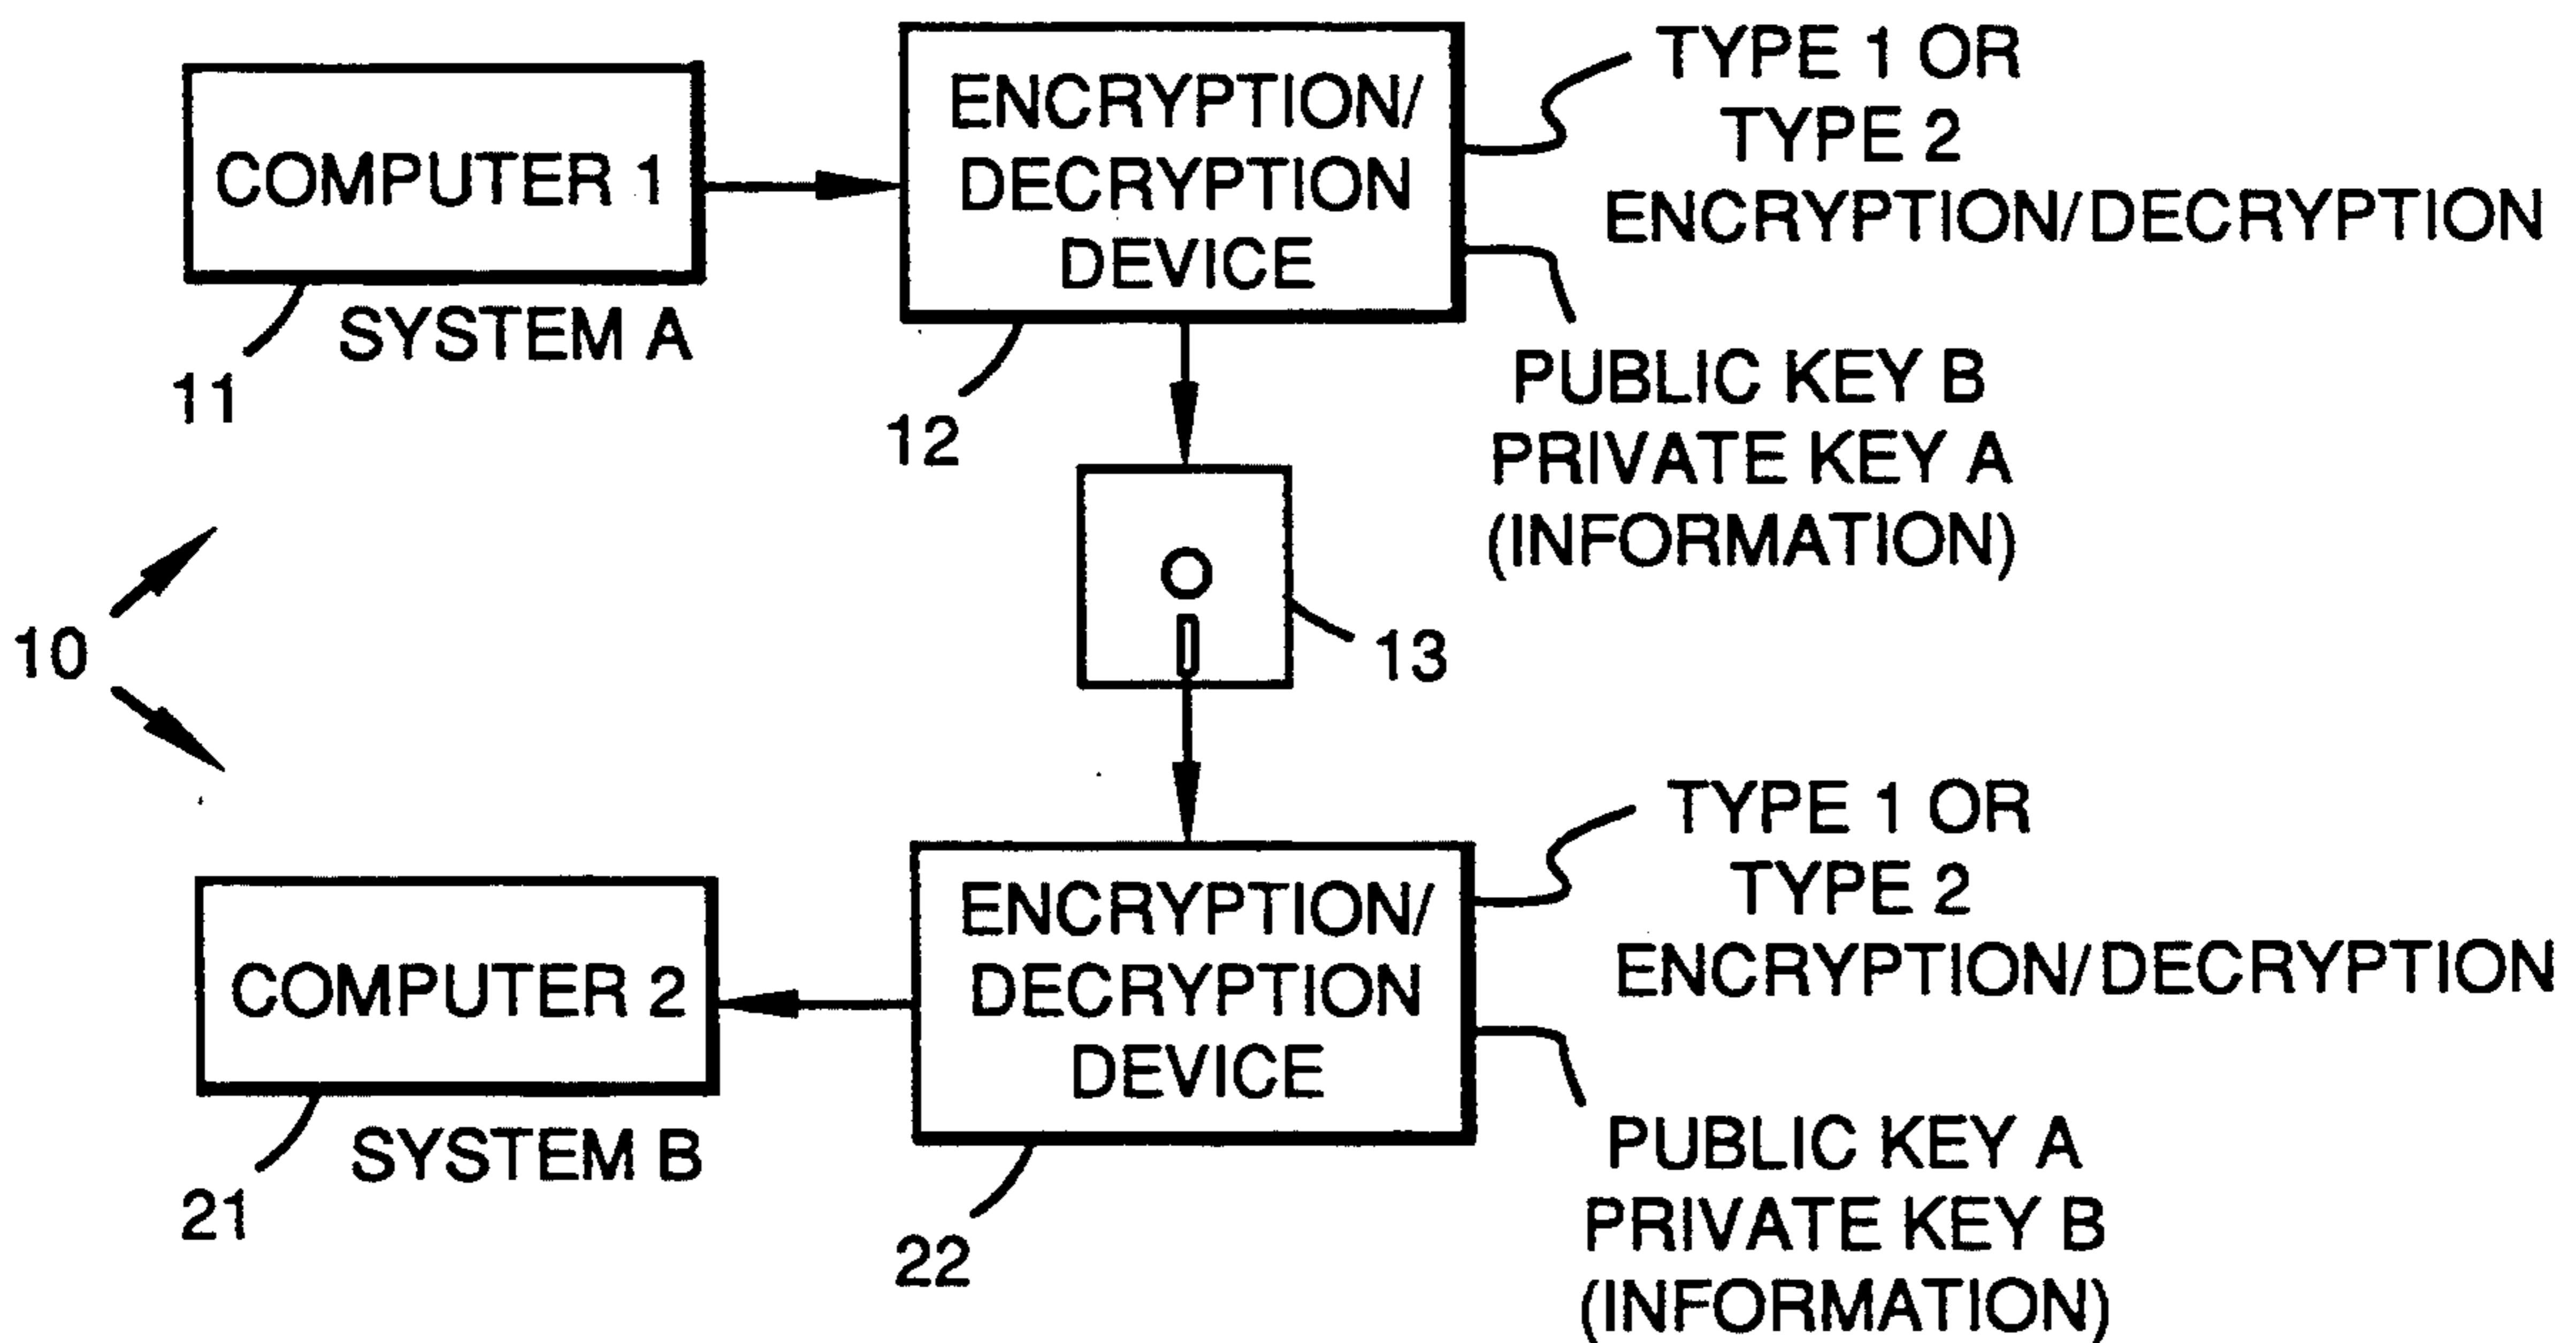 ENCRYPTION/
DECRYPTION
DEVICE
TYPE 1 OR
TYPE 2
ENCRYPTION/DECRYPTION
COMPUTER 1
SYSTEM A
11
12
PUBLIC KEY B
PRIVATE KEY A
(INFORMATION)
10
13
TYPE 1 OR
TYPE 2
ENCRYPTION/DECRYPTION
ENCRYPTION/
DECRYPTION
DEVICE
COMPUTER 2
SYSTEM B
21
22
PUBLIC KEY A
PRIVATE KEY B
(INFORMATION)